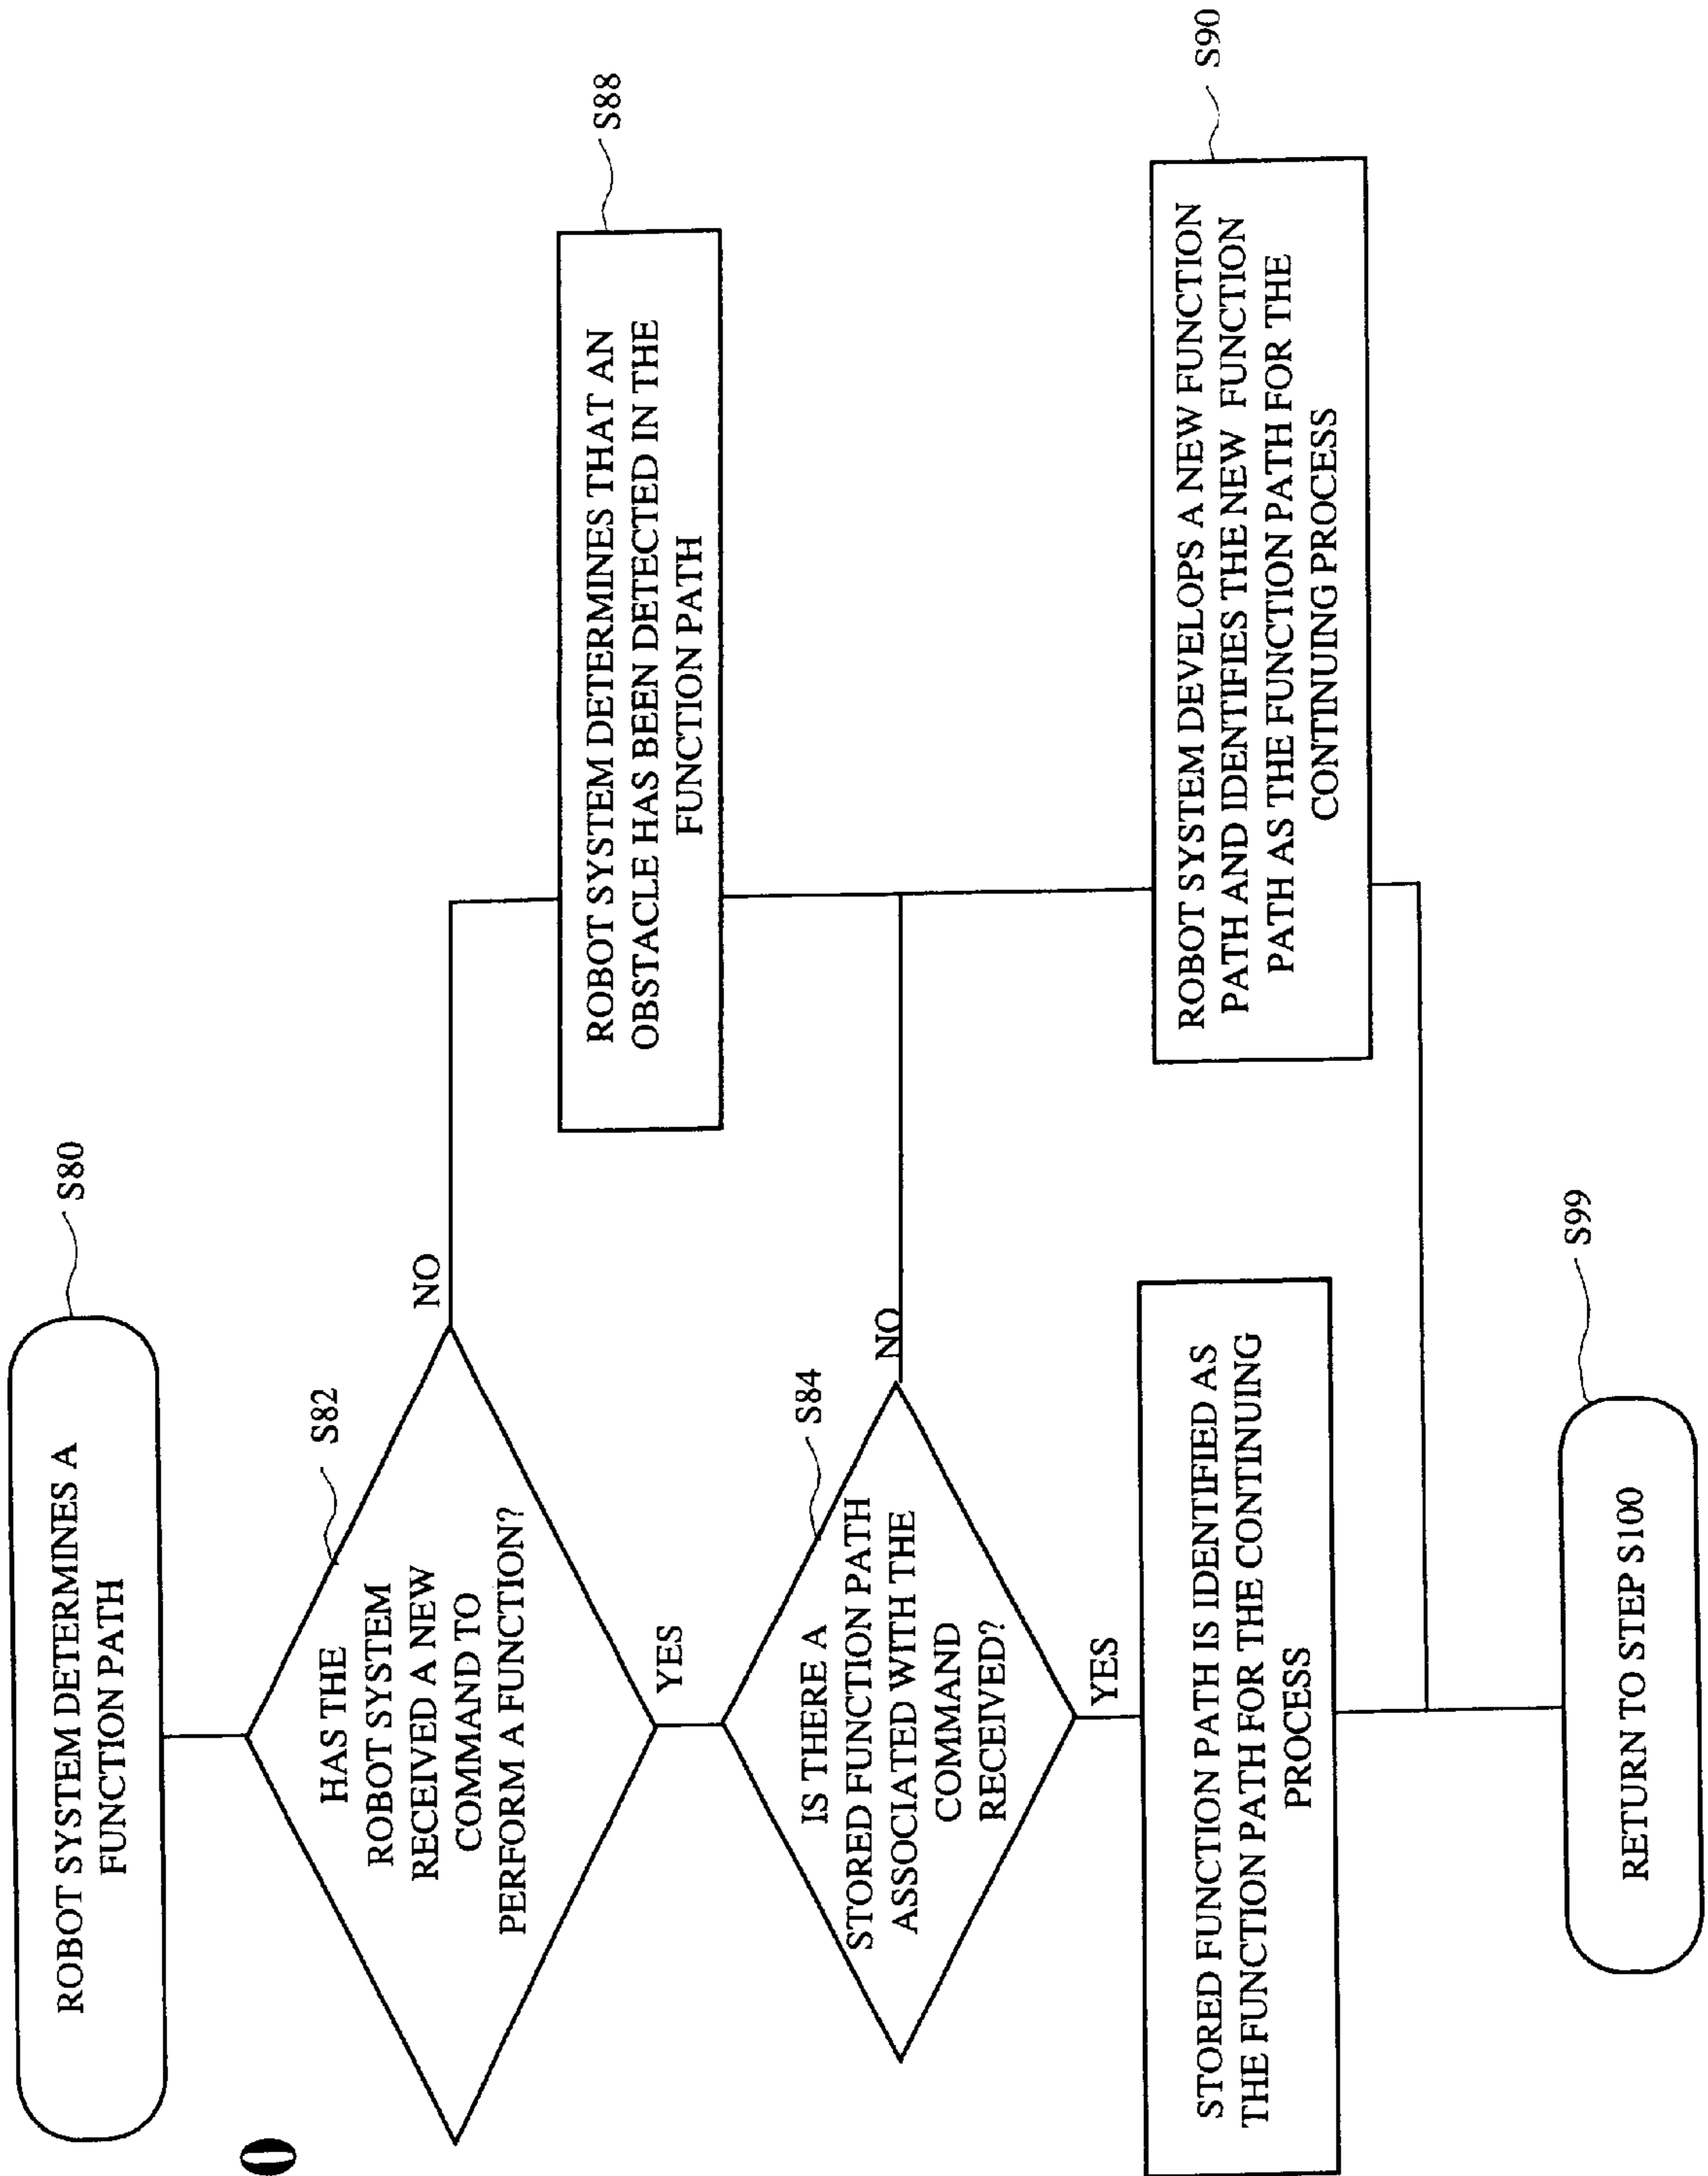 ROBOT SYSTEM DETERMINES A
FUNCTION PATH
S80
HAS THE
ROBOT SYSTEM
RECEIVED A NEW
COMMAND TO
PERFORM A FUNCTION?
S82
NO
YES
ROBOT SYSTEM DETERMINES THAT AN
OBSTACLE HAS BEEN DETECTED IN THE
FUNCTION PATH
S88
IS THERE A
STORED FUNCTION PATH
ASSOCIATED WITH THE
COMMAND
RECEIVED?
S84
NO
YES
STORED FUNCTION PATH IS IDENTIFIED AS
THE FUNCTION PATH FOR THE CONTINUING
PROCESS
ROBOT SYSTEM DEVELOPS A NEW FUNCTION
PATH AND IDENTIFIES THE NEW FUNCTION
PATH AS THE FUNCTION PATH FOR THE
CONTINUING PROCESS
S90
RETURN TO STEP S100
S99